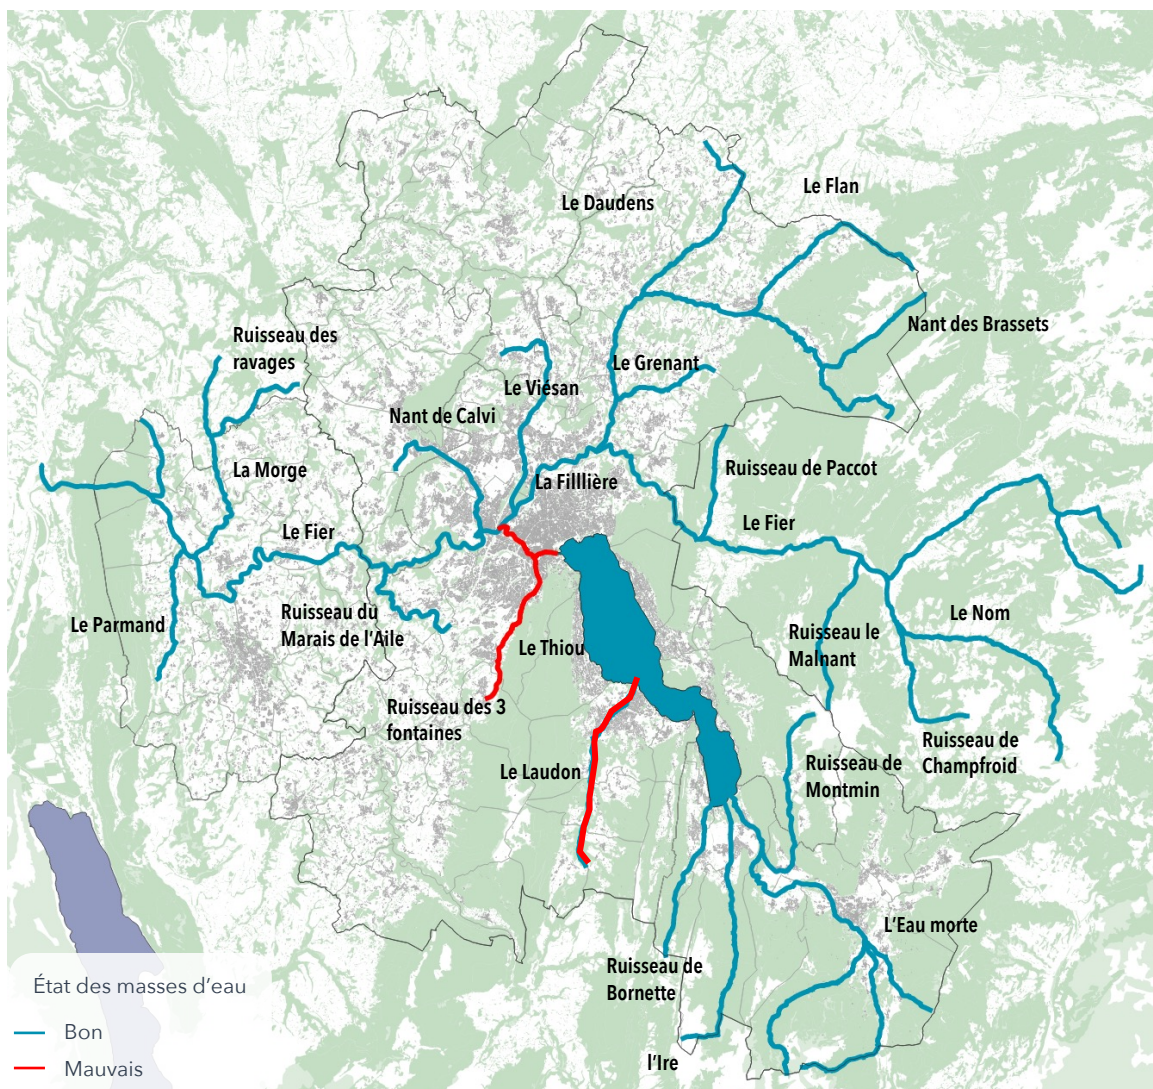 Le Flan
Le Daudens
Nant des Brassets
Ruisseau des
ravages
Le Grenant
Le Viésan
Nant de Calvi
La Morge
Ruisseau de Paccot
La Filllière
Le Fier
Le Fier
Le Nom
Ruisseau du
Marais de l'Aile
Le Parmand
Ruisseau le
Malnant
Le Thiou
Ruisseau des 3
fontaines
Ruisseau de
Champfroid
Ruisseau de
Montmin
Le Laudon
L'Eau morte
Ruisseau de
Bornette
l'Ire
État des masses d'eau
Bon
Mauvais